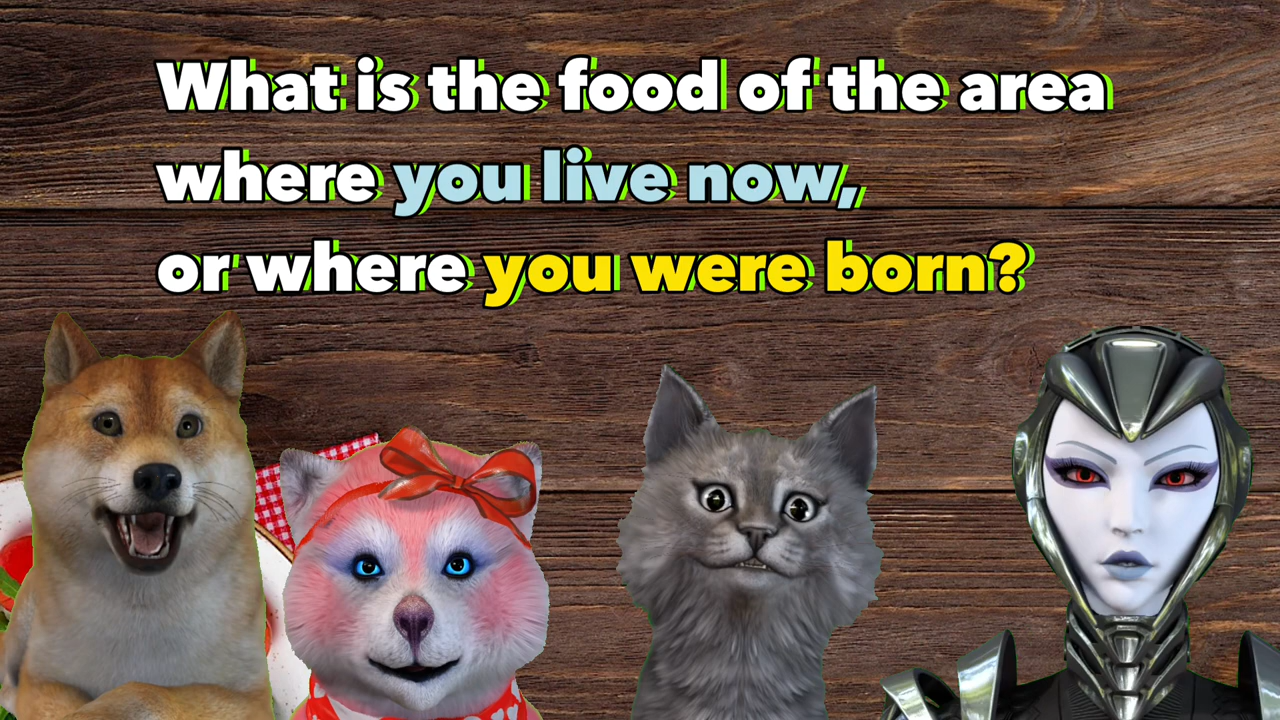 What is the food of the area
where you live now,
or where you were born?